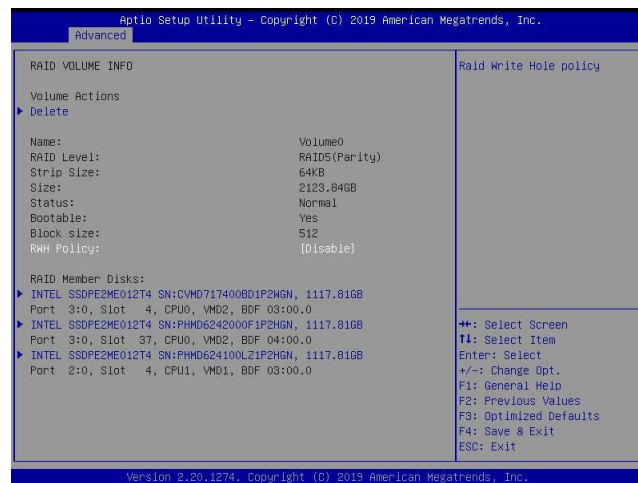 Aptio Setup Utility – Copyright (C) 2019 American Megatrends, Inc.
Advanced
RAID VOLUME INFO
Volume Actions
Delete
Name: Volume0
RAID Level: RAID5(Parity)
Strip Size: 64KB
Size: 2123.84GB
Status: Normal
Bootable: Yes
Block size: 512
RWH Policy: [Disable]
RAID Member Disks:
INTEL SSDPE2ME012T4 SN:CVMD717400BD1P2WGN, 1117.81GB
Port 3:0, Slot 4, CPU0, VMD2, BDF 03:00.0
INTEL SSDPE2ME012T4 SN:PHMD6242000F1P2HGN, 1117.81GB
Port 3:0, Slot 37, CPU0, VMD2, BDF 04:00.0
INTEL SSDPE2ME012T4 SN:PHMD624100LZ1P2HGN, 1117.81GB
Port 2:0, Slot 4, CPU1, VMD1, BDF 03:00.0
Raid Write Hole policy
→←: Select Screen
↑↓: Select Item
Enter: Select
+/-: Change Opt.
F1: General Help
F2: Previous Values
F3: Optimized Defaults
F4: Save & Exit
ESC: Exit
Version 2.20.1274. Copyright (C) 2019 American Megatrends, Inc.